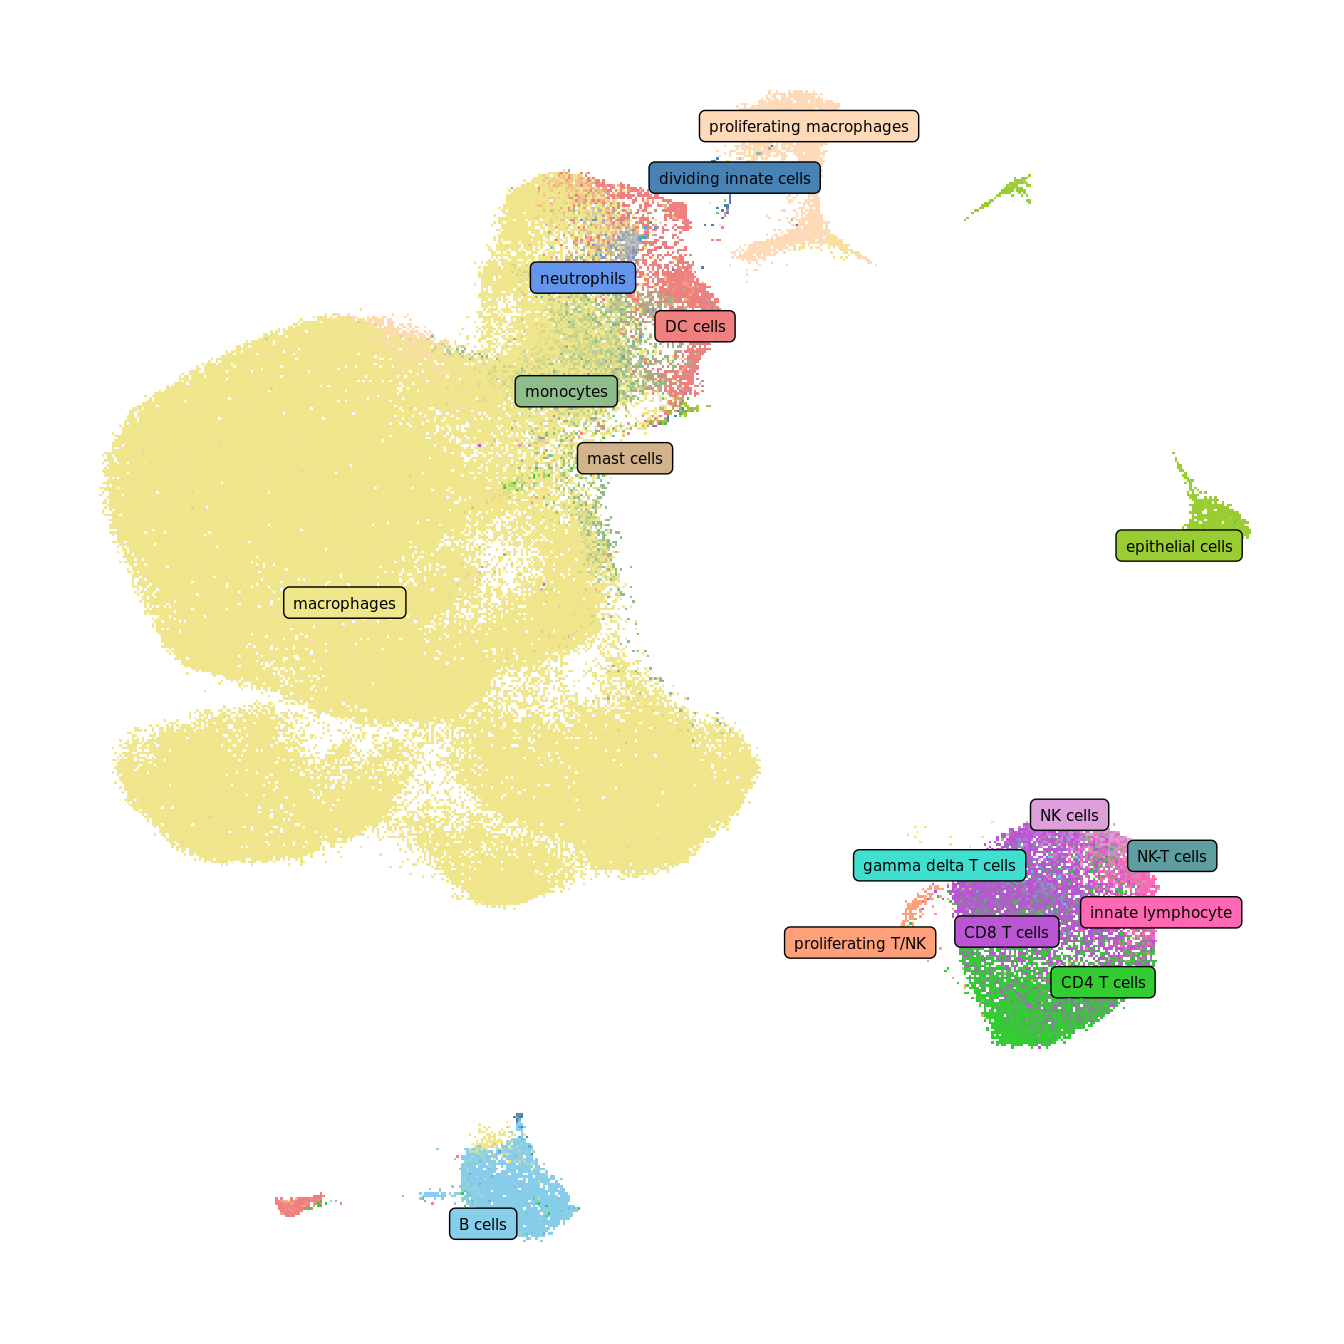 proliferating macrophages
dividing innate cells
neutrophils
DC cells
monocytes
mast cells
epithelial cells
macrophages
NK cells
NK-T cells
gamma delta T cells
innate lymphocyte
CD8 T cells
proliferating T/NK
CD4 T cells
B cells